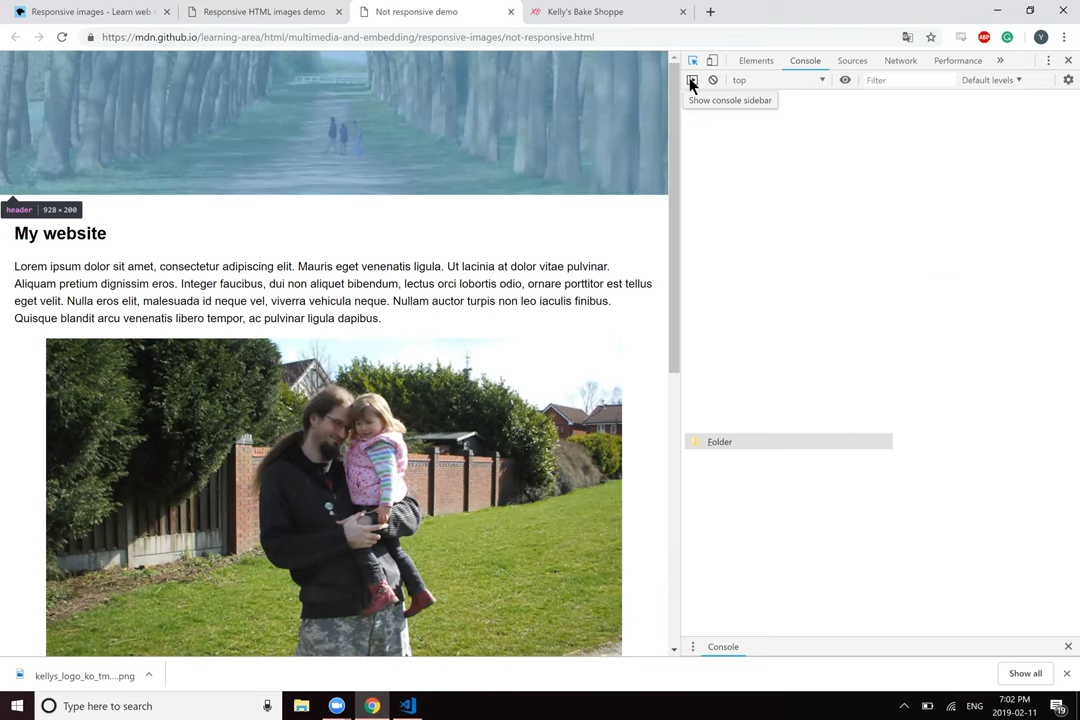 Responsive images - Learn web
Responsive HTML images demo
Not responsive demo
Kelly's Bake Shoppe
https://mdn.github.io/learning-area/html/multimedia-and-embedding/responsive-images/not-responsive.html
ABP
Y
Elements
Console
Sources
Network
Performance
top
Filter
Default levels
Show console sidebar
header
928 × 200
My website
Lorem ipsum dolor sit amet, consectetur adipiscing elit. Mauris eget venenatis ligula. Ut lacinia at dolor vitae pulvinar.
Aliquam pretium dignissim eros. Integer faucibus, dui non aliquet bibendum, lectus orci lobortis odio, ornare porttitor est tellus
eget velit. Nulla eros elit, malesuada id neque vel, viverra vehicula neque. Nullam auctor turpis non leo iaculis finibus.
Quisque blandit arcu venenatis libero tempor, ac pulvinar ligula dapibus.
Folder
Console
kellys_logo_ko_tm....png
Show all
Type here to search
ENG
7:02 PM
2019-02-11
19